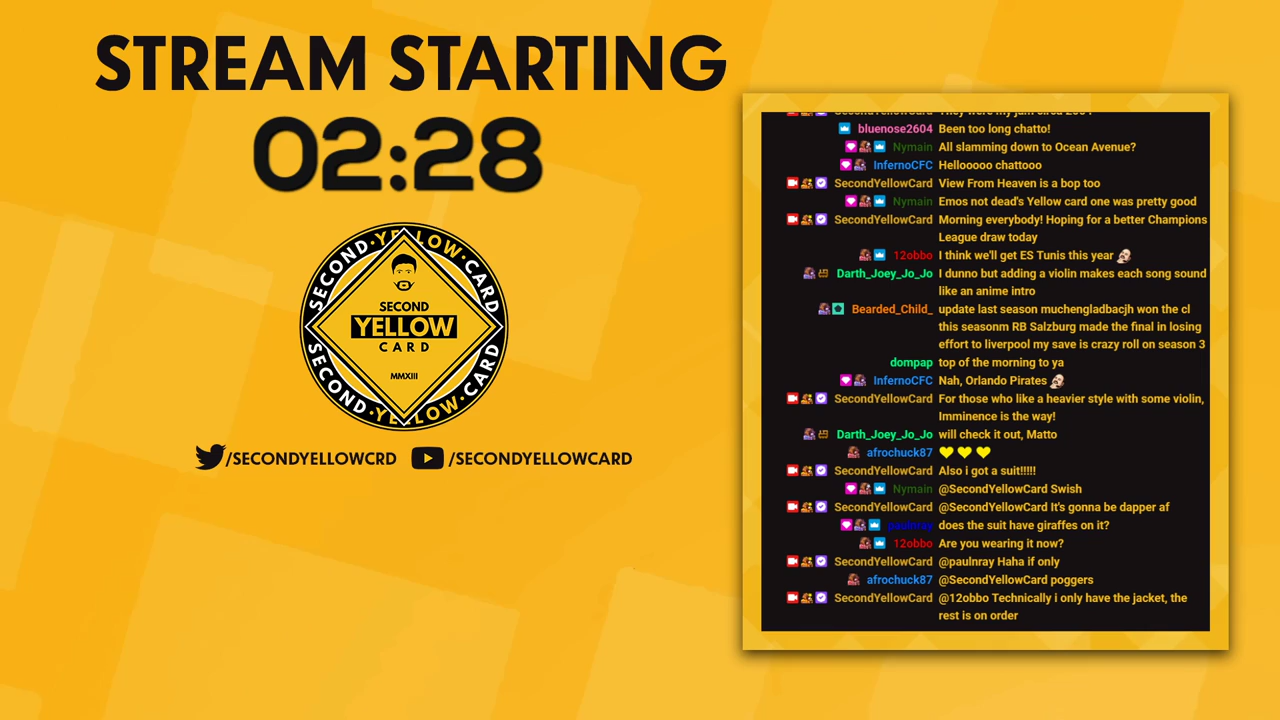 STREAM STARTING
02:28
SECOND·YELLOW·CARD
SECOND
YELLOW
CARD
MMXIII
SECOND·YELLOW·CARD
/SECONDYELLOWCRD /SECONDYELLOWCARD
bluenose2604 Been too long chatto!
Nymain All slamming down to Ocean Avenue?
InfernoCFC Hellooooo chattooo
SecondYellowCard View From Heaven is a bop too
Nymain Emos not dead's Yellow card one was pretty good
SecondYellowCard Morning everybody! Hoping for a better Champions
League draw today
12obbo I think we'll get ES Tunis this year
Darth_Joey_Jo_Jo I dunno but adding a violin makes each song sound
like an anime intro
Bearded_Child_ update last season muchengladbacjh won the cl
this seasonm RB Salzburg made the final in losing
effort to liverpool my save is crazy roll on season 3
dompap top of the morning to ya
InfernoCFC Nah, Orlando Pirates
SecondYellowCard For those who like a heavier style with some violin,
Imminence is the way!
Darth_Joey_Jo_Jo will check it out, Matto
afrochuck87
SecondYellowCard Also i got a suit!!!!!
Nymain @SecondYellowCard Swish
SecondYellowCard @SecondYellowCard It's gonna be dapper af
paulnray does the suit have giraffes on it?
12obbo Are you wearing it now?
SecondYellowCard @paulnray Haha if only
afrochuck87 @SecondYellowCard poggers
SecondYellowCard @12obbo Technically i only have the jacket, the
rest is on order